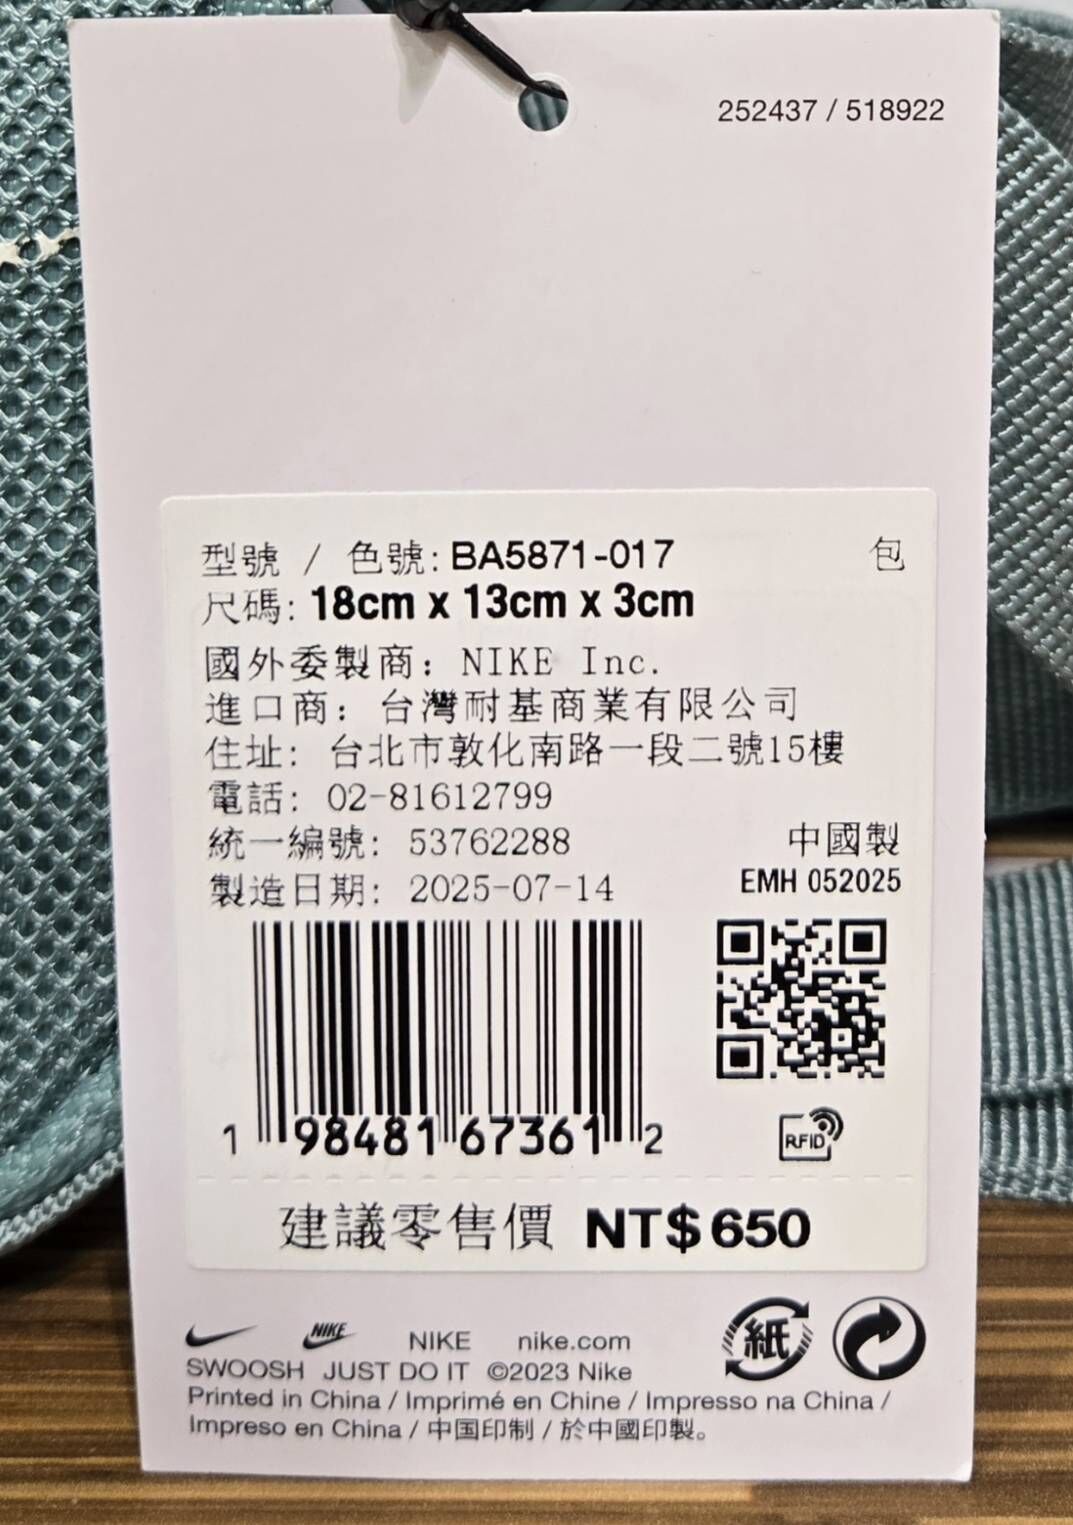 252437 / 518922
型號 / 色號: BA5871-017 包
尺碼: 18cm x 13cm x 3cm
國外委製商: NIKE Inc.
進口商: 台灣耐基商業有限公司
住址: 台北市敦化南路一段二號15樓
電話: 02-81612799
統一編號: 53762288 中國製
製造日期: 2025-07-14 EMH 052025
1 98481 67361 2
RFID
建議零售價 NT$650
NIKE NIKE nike.com 紙
SWOOSH JUST DO IT ©2023 Nike
Printed in China / Imprimé en Chine / Impresso na China /
Impreso en China / 中国印制 / 於中國印製。